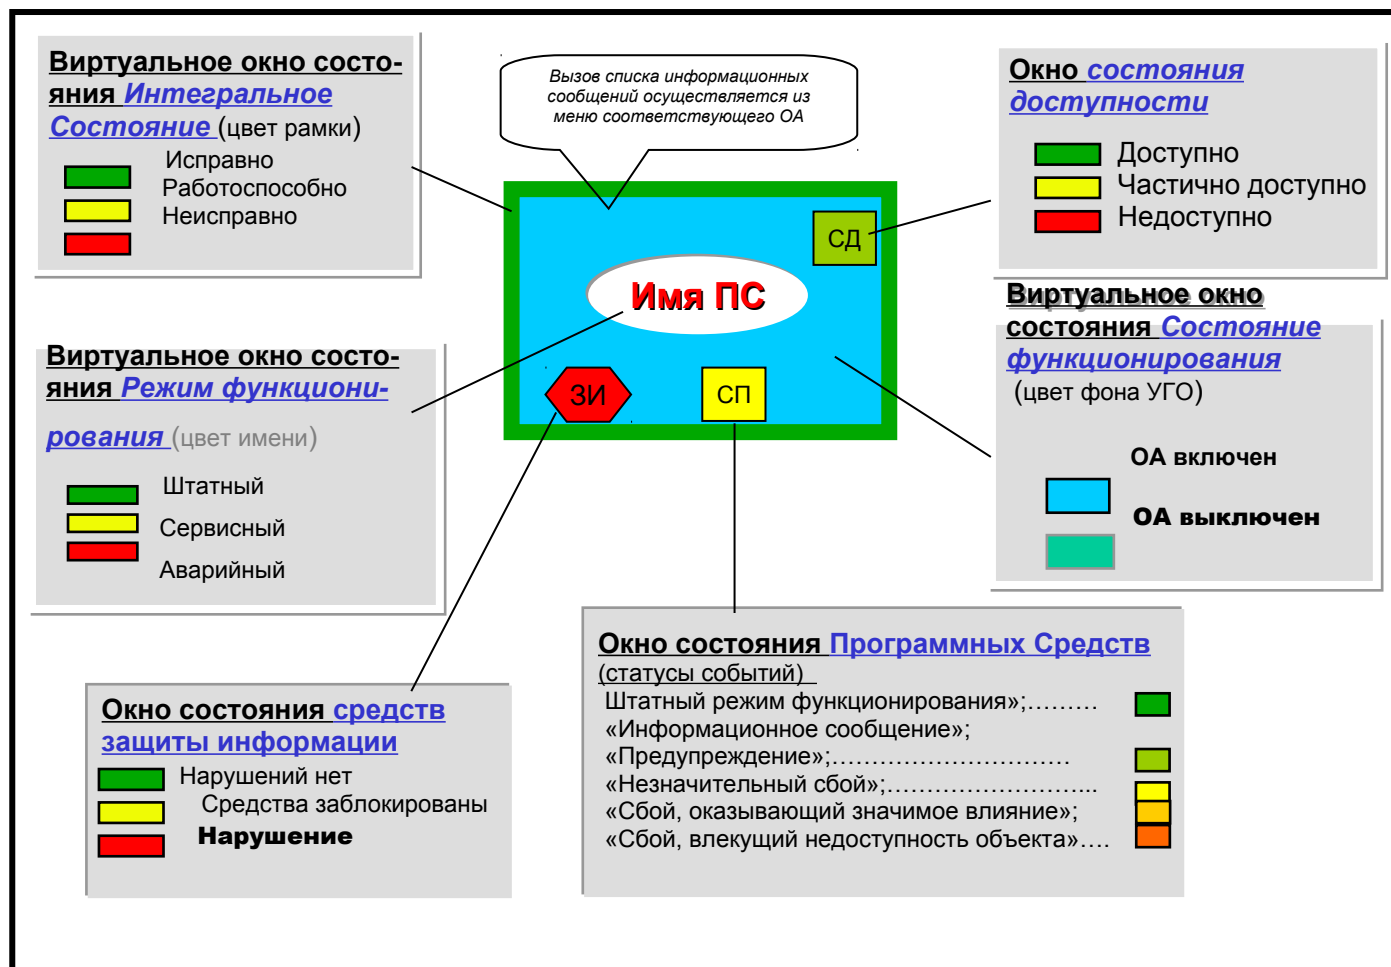 Виртуальное окно состо-
яния Интегральное
Состояние (цвет рамки)
Исправно
Работоспособно
Неисправно
Вызов списка информационных
сообщений осуществляется из
меню соответствующего ОА
Окно состояния
доступности
Доступно
Частично доступно
Недоступно
СД
Имя ПС
ЗИ
СП
Виртуальное окно состо-
яния Режим функциони-
рования (цвет имени)
Штатный
Сервисный
Аварийный
Виртуальное окно
состояния Состояние
функционирования
(цвет фона УГО)
ОА включен
ОА выключен
Окно состояния средств
защиты информации
Нарушений нет
Средства заблокированы
Нарушение
Окно состояния Программных Средств
(статусы событий)
Штатный режим функционирования»;………
«Информационное сообщение»;
«Предупреждение»;…………………………
«Незначительный сбой»;……………………...
«Сбой, оказывающий значимое влияние»;
«Сбой, влекущий недоступность объекта»….